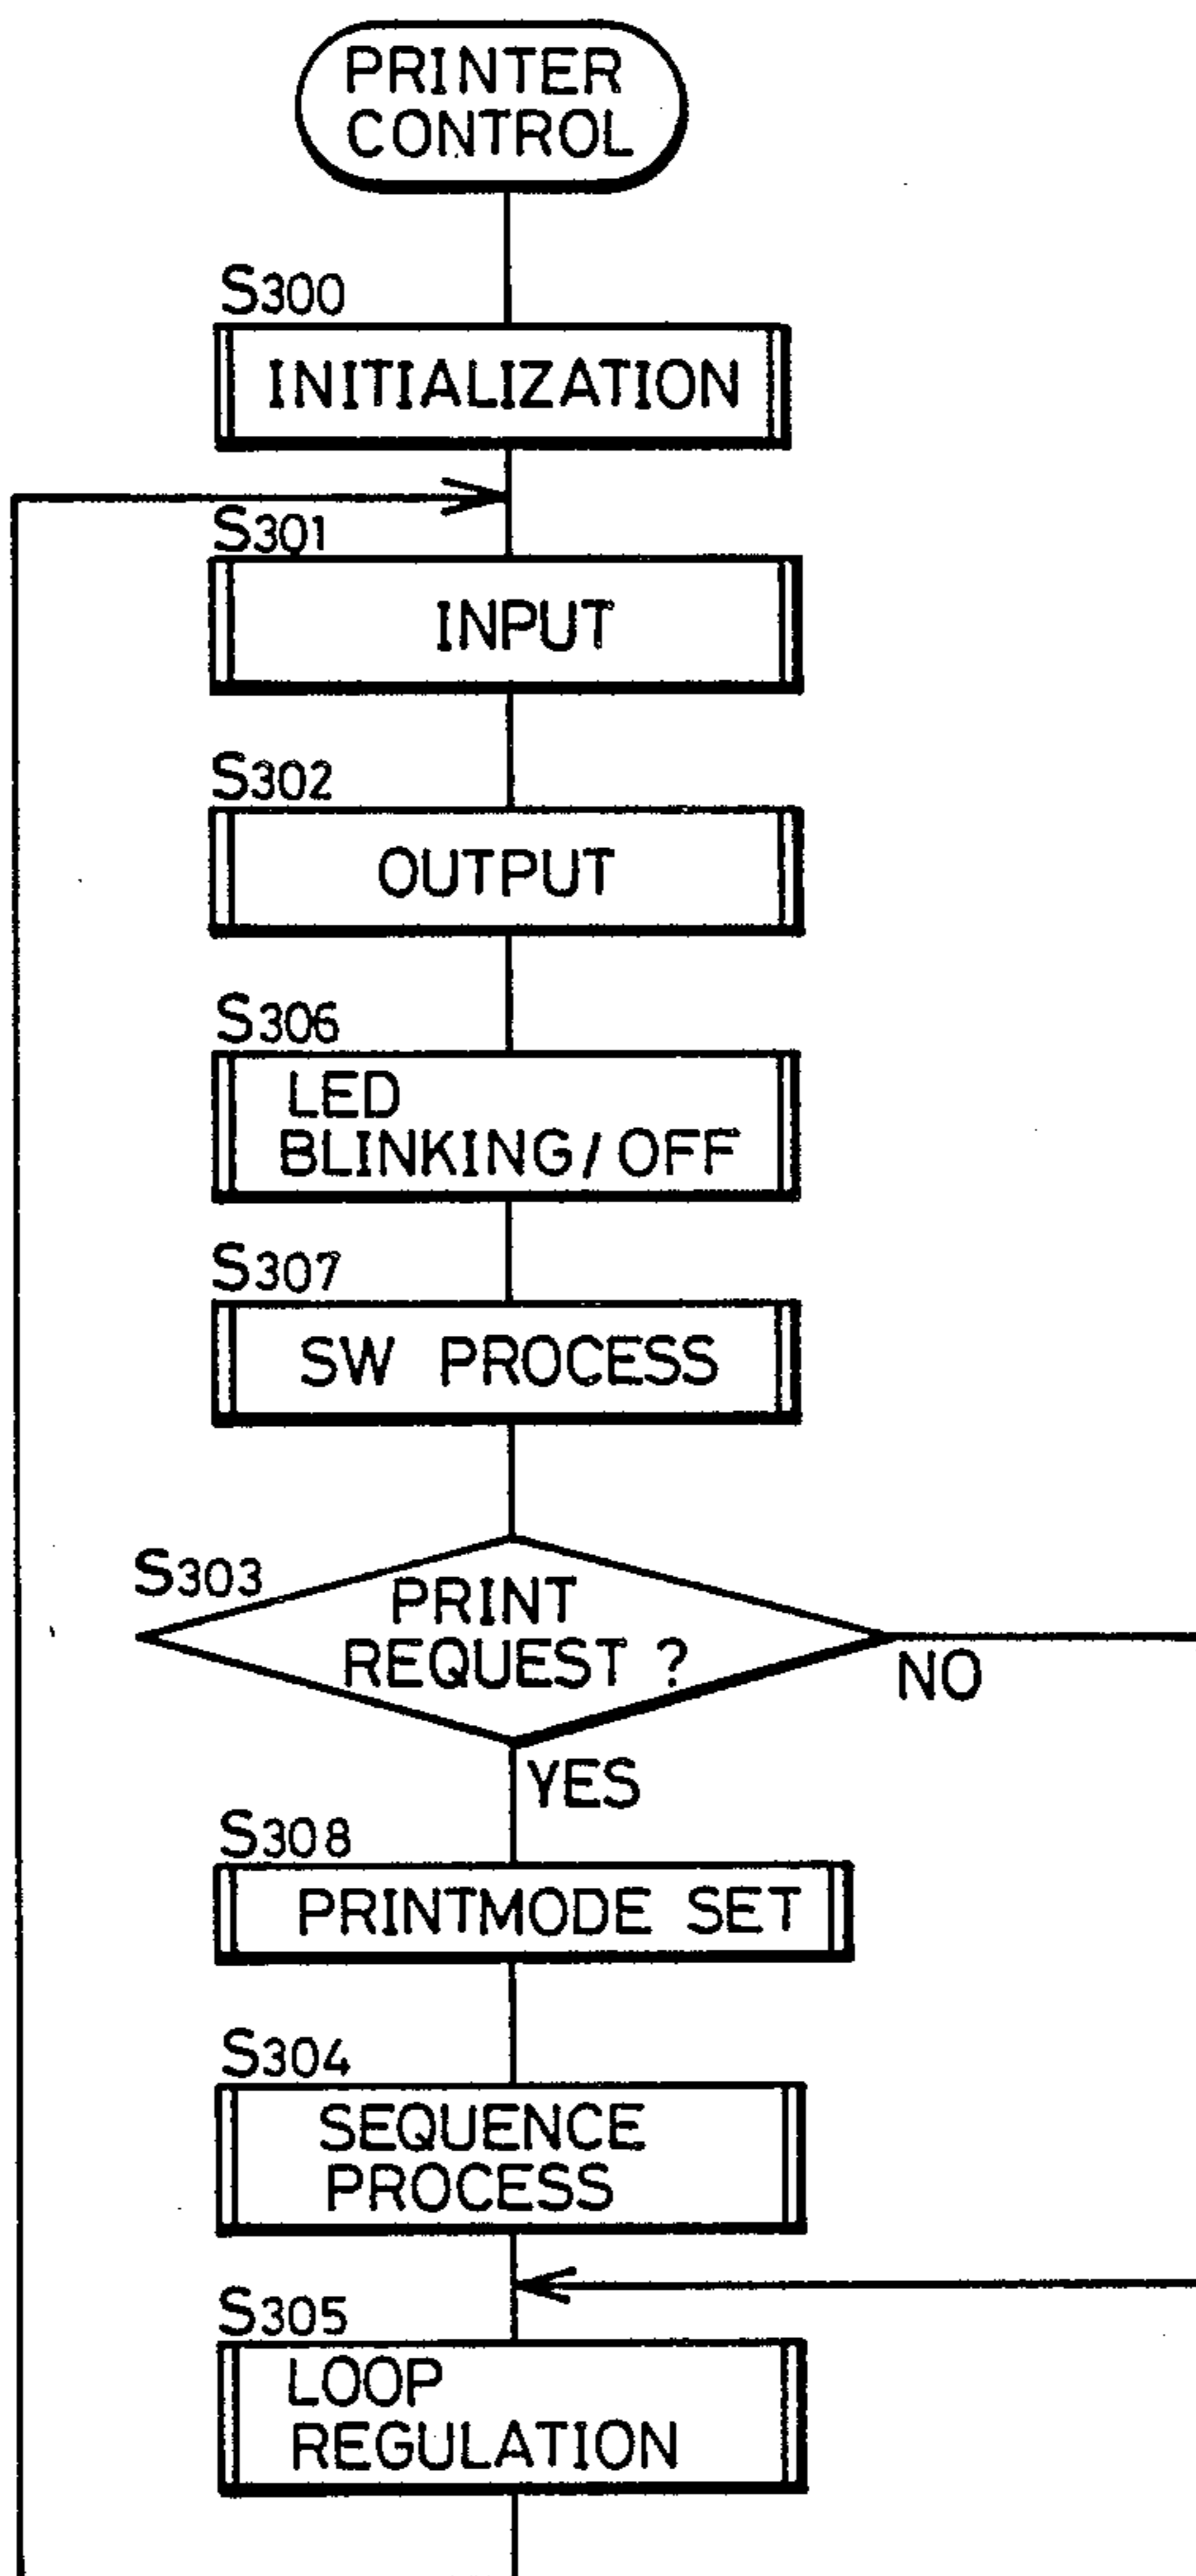 PRINTER
CONTROL
S300
INITIALIZATION
S301
INPUT
S302
OUTPUT
S306
LED
BLINKING/OFF
S307
SW PROCESS
S303
PRINT
REQUEST ?
NO
YES
S308
PRINTMODE SET
S304
SEQUENCE
PROCESS
S305
LOOP
REGULATION